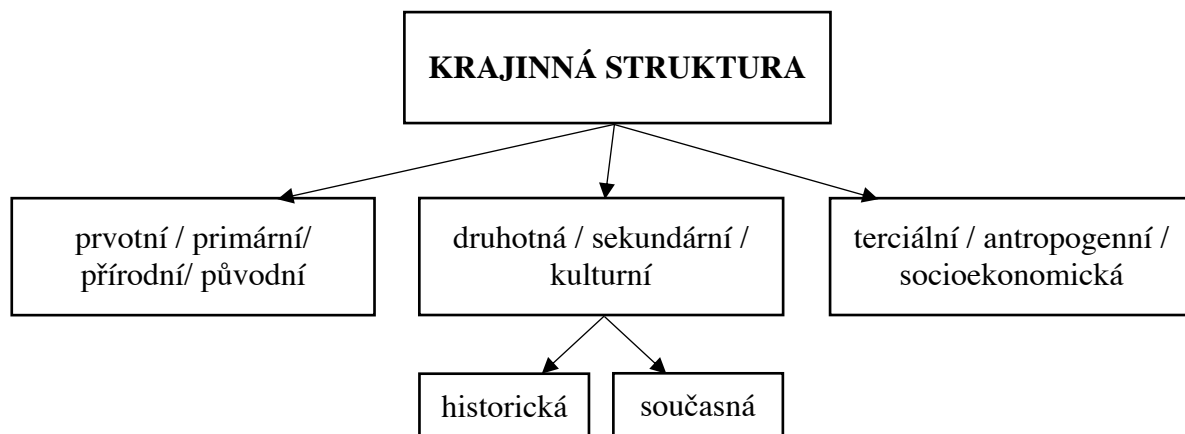 KRAJINNÁ STRUKTURA
prvotní / primární/
přírodní/ původní
druhotná / sekundární /
kulturní
terciální / antropogenní /
socioekonomická
historická
současná